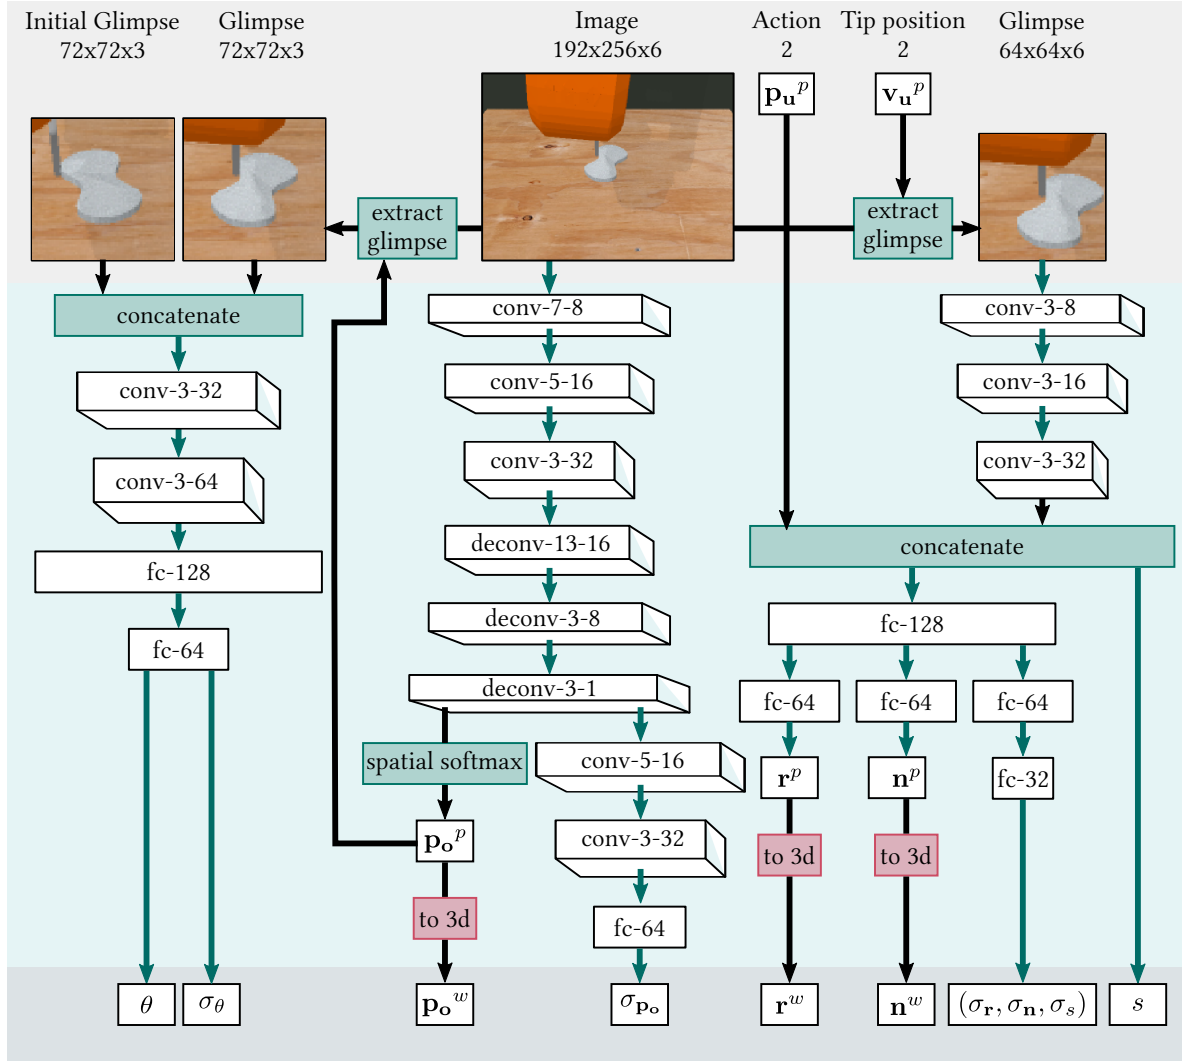 Initial Glimpse
72x72x3
Glimpse
72x72x3
Image
192x256x6
Action
2
Tip position
2
Glimpse
64x64x6
p_u^p
v_u^p
extract
glimpse
extract
glimpse
concatenate
conv-3-32
conv-3-64
fc-128
fc-64
conv-7-8
conv-5-16
conv-3-32
deconv-13-16
deconv-3-8
deconv-3-1
spatial softmax
p_o^p
to 3d
conv-5-16
conv-3-32
fc-64
conv-3-8
conv-3-16
conv-3-32
concatenate
fc-128
fc-64
fc-64
fc-64
r^p
n^p
fc-32
to 3d
to 3d
θ
σ_θ
p_o^w
σ_{p_o}
r^w
n^w
(σ_r, σ_n, σ_s)
s